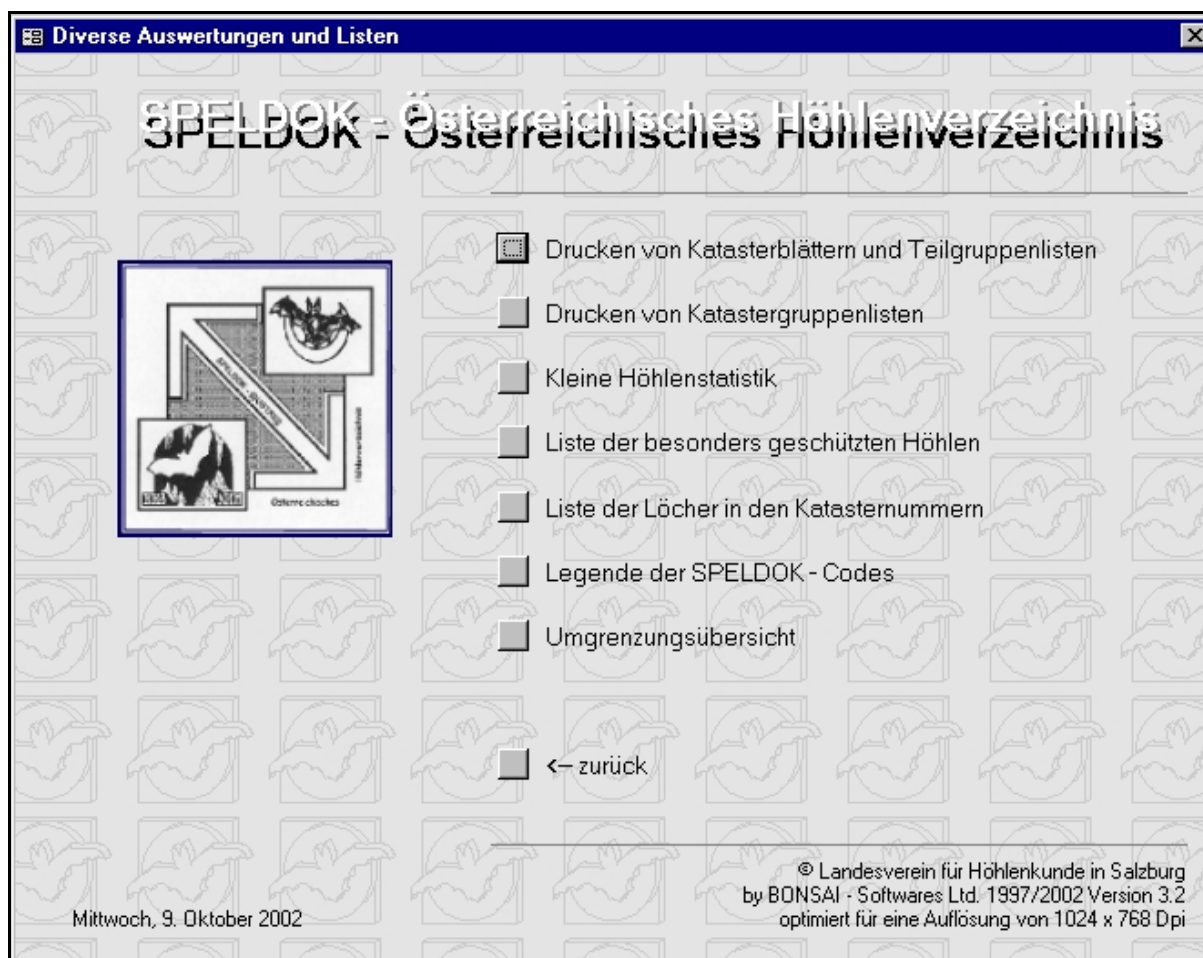 Diverse Auswertungen und Listen
SPELDOK - Österreichisches Höhlenverzeichnis
Drucken von Katasterblättern und Teilgruppenlisten
Drucken von Katastergruppenlisten
Kleine Höhlenstatistik
Liste der besonders geschützten Höhlen
Liste der Löcher in den Katasternummern
Legende der SPELDOK - Codes
Umgrenzungsübersicht
<-- zurück
Österreichisches
Höhlenverzeichnis
© Landesverein für Höhlenkunde in Salzburg
by BONSAI - Softwares Ltd. 1997/2002 Version 3.2
optimiert für eine Auflösung von 1024 x 768 Dpi
Mittwoch, 9. Oktober 2002